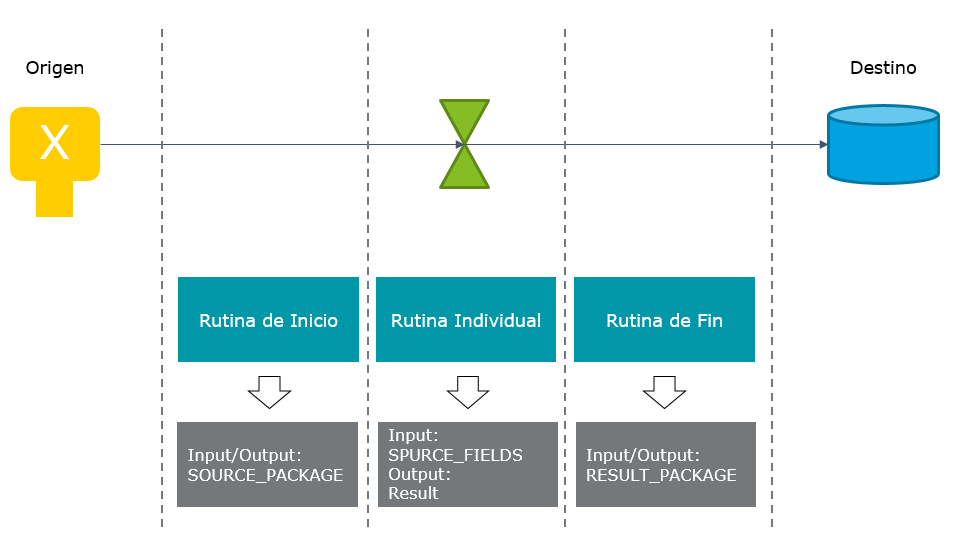 Origen
Destino
X
Rutina de Inicio
Rutina Individual
Rutina de Fin
Input/Output:
SOURCE_PACKAGE
Input:
SPURCE_FIELDS
Output:
Result
Input/Output:
RESULT_PACKAGE